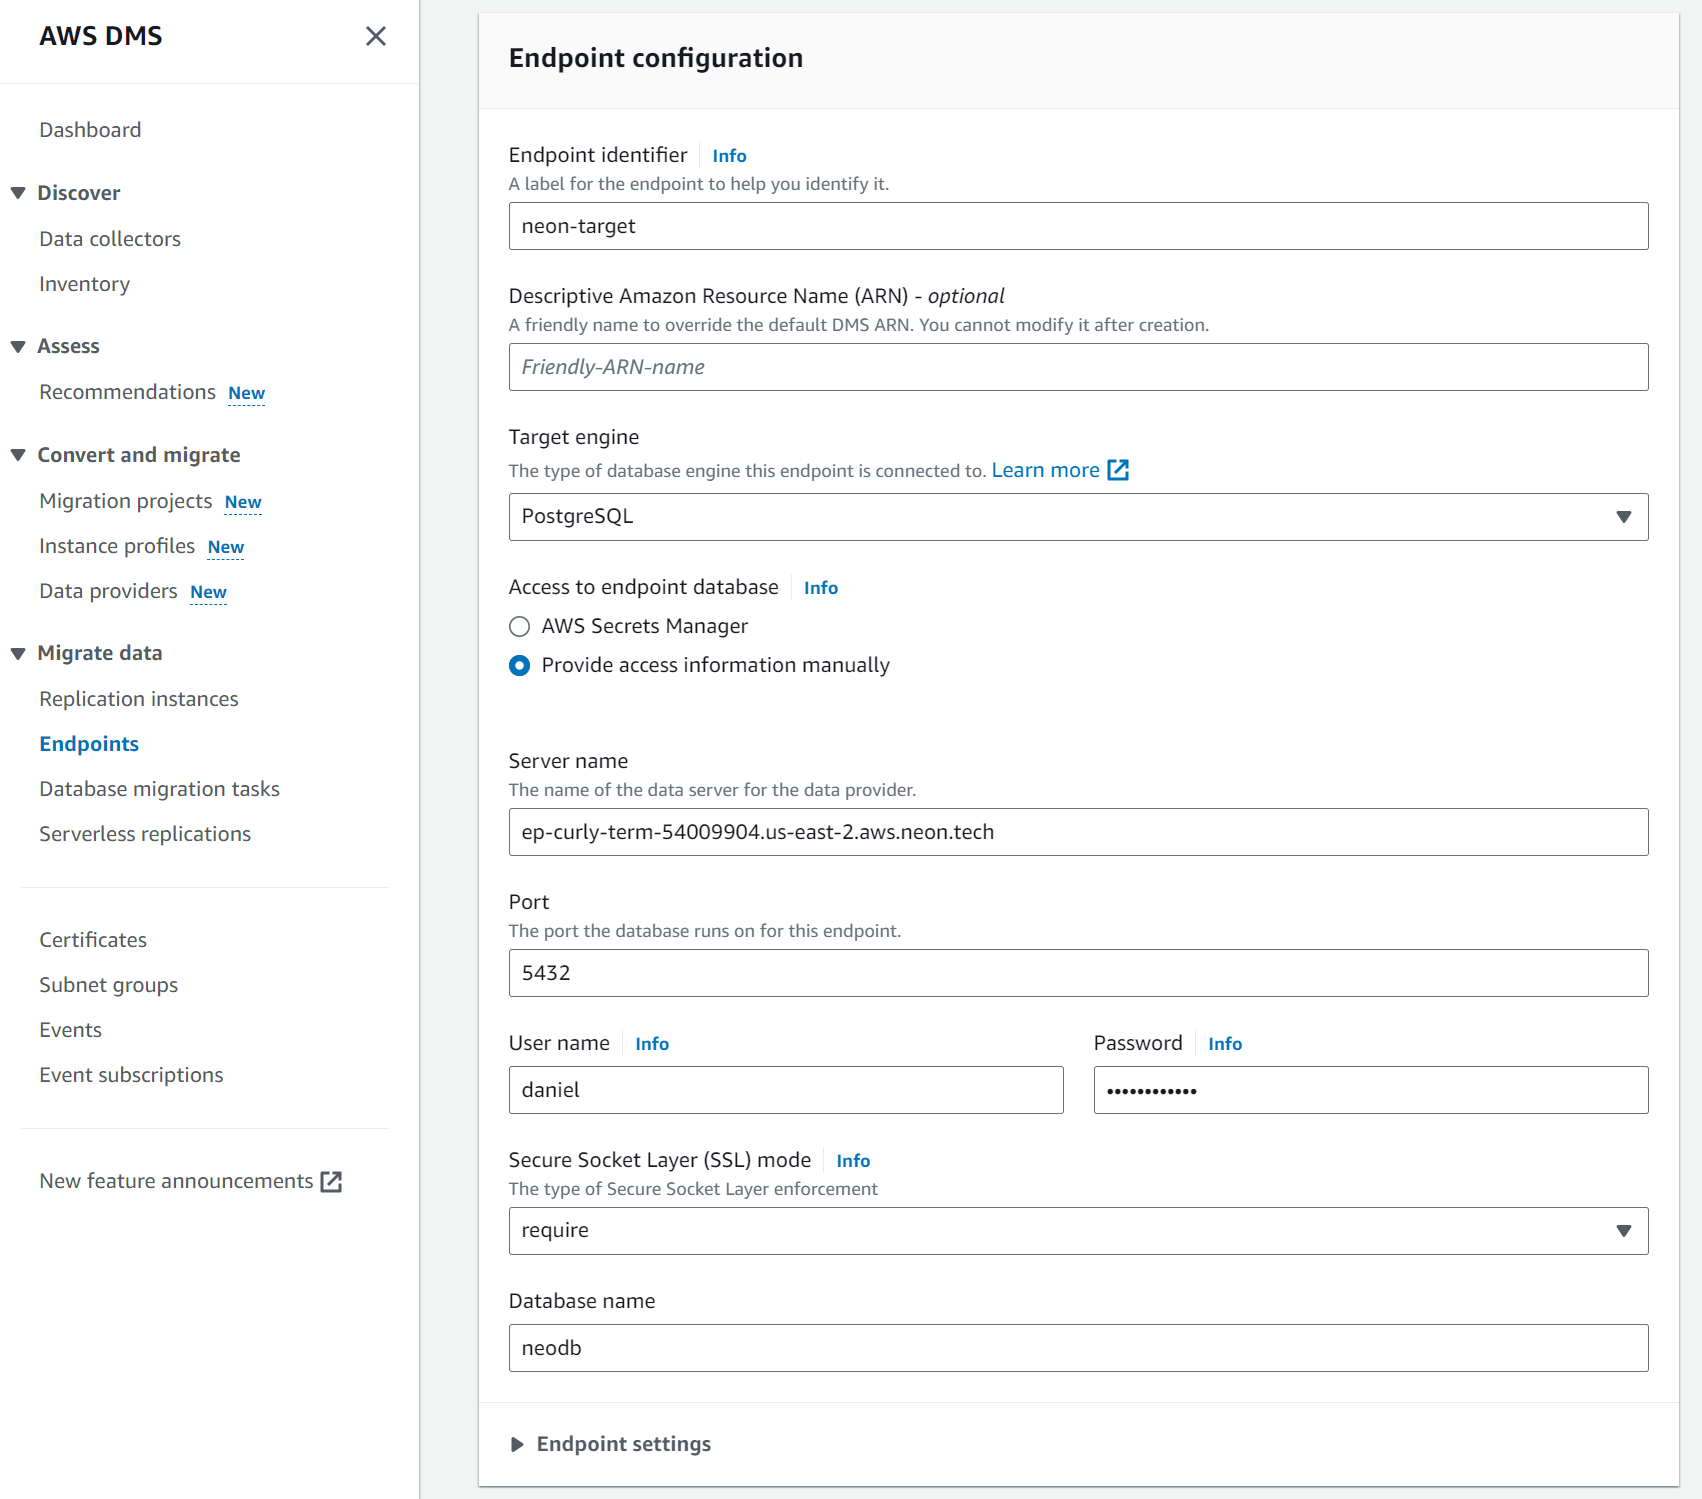 AWS DMS
Dashboard
Discover
Data collectors
Inventory
Assess
Recommendations New
Convert and migrate
Migration projects New
Instance profiles New
Data providers New
Migrate data
Replication instances
Endpoints
Database migration tasks
Serverless replications
Certificates
Subnet groups
Events
Event subscriptions
New feature announcements
Endpoint configuration
Endpoint identifier Info
A label for the endpoint to help you identify it.
neon-target
Descriptive Amazon Resource Name (ARN) - optional
A friendly name to override the default DMS ARN. You cannot modify it after creation.
Friendly-ARN-name
Target engine
The type of database engine this endpoint is connected to. Learn more
PostgreSQL
Access to endpoint database Info
AWS Secrets Manager
Provide access information manually
Server name
The name of the data server for the data provider.
ep-curly-term-54009904.us-east-2.aws.neon.tech
Port
The port the database runs on for this endpoint.
5432
User name Info
daniel
Password Info
••••••••••••
Secure Socket Layer (SSL) mode Info
The type of Secure Socket Layer enforcement
require
Database name
neodb
Endpoint settings